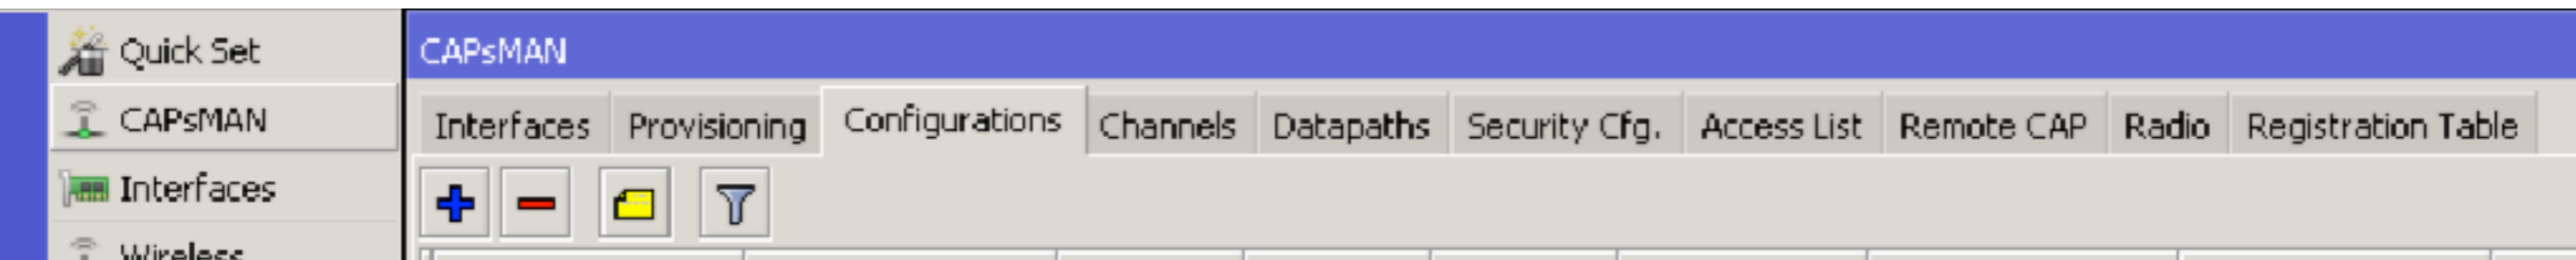 Quick Set
CAPsMAN
Interfaces
Wireless
CAPsMAN
Interfaces Provisioning Configurations Channels Datapaths Security Cfg. Access List Remote CAP Radio Registration Table